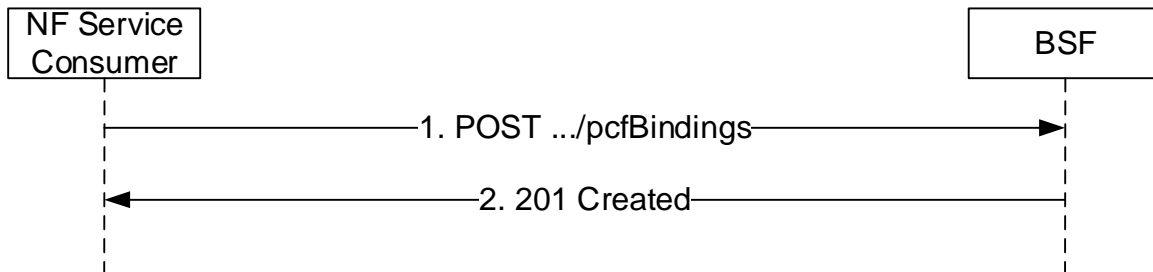 NF Service
Consumer
BSF
1. POST .../pcfBindings
2. 201 Created